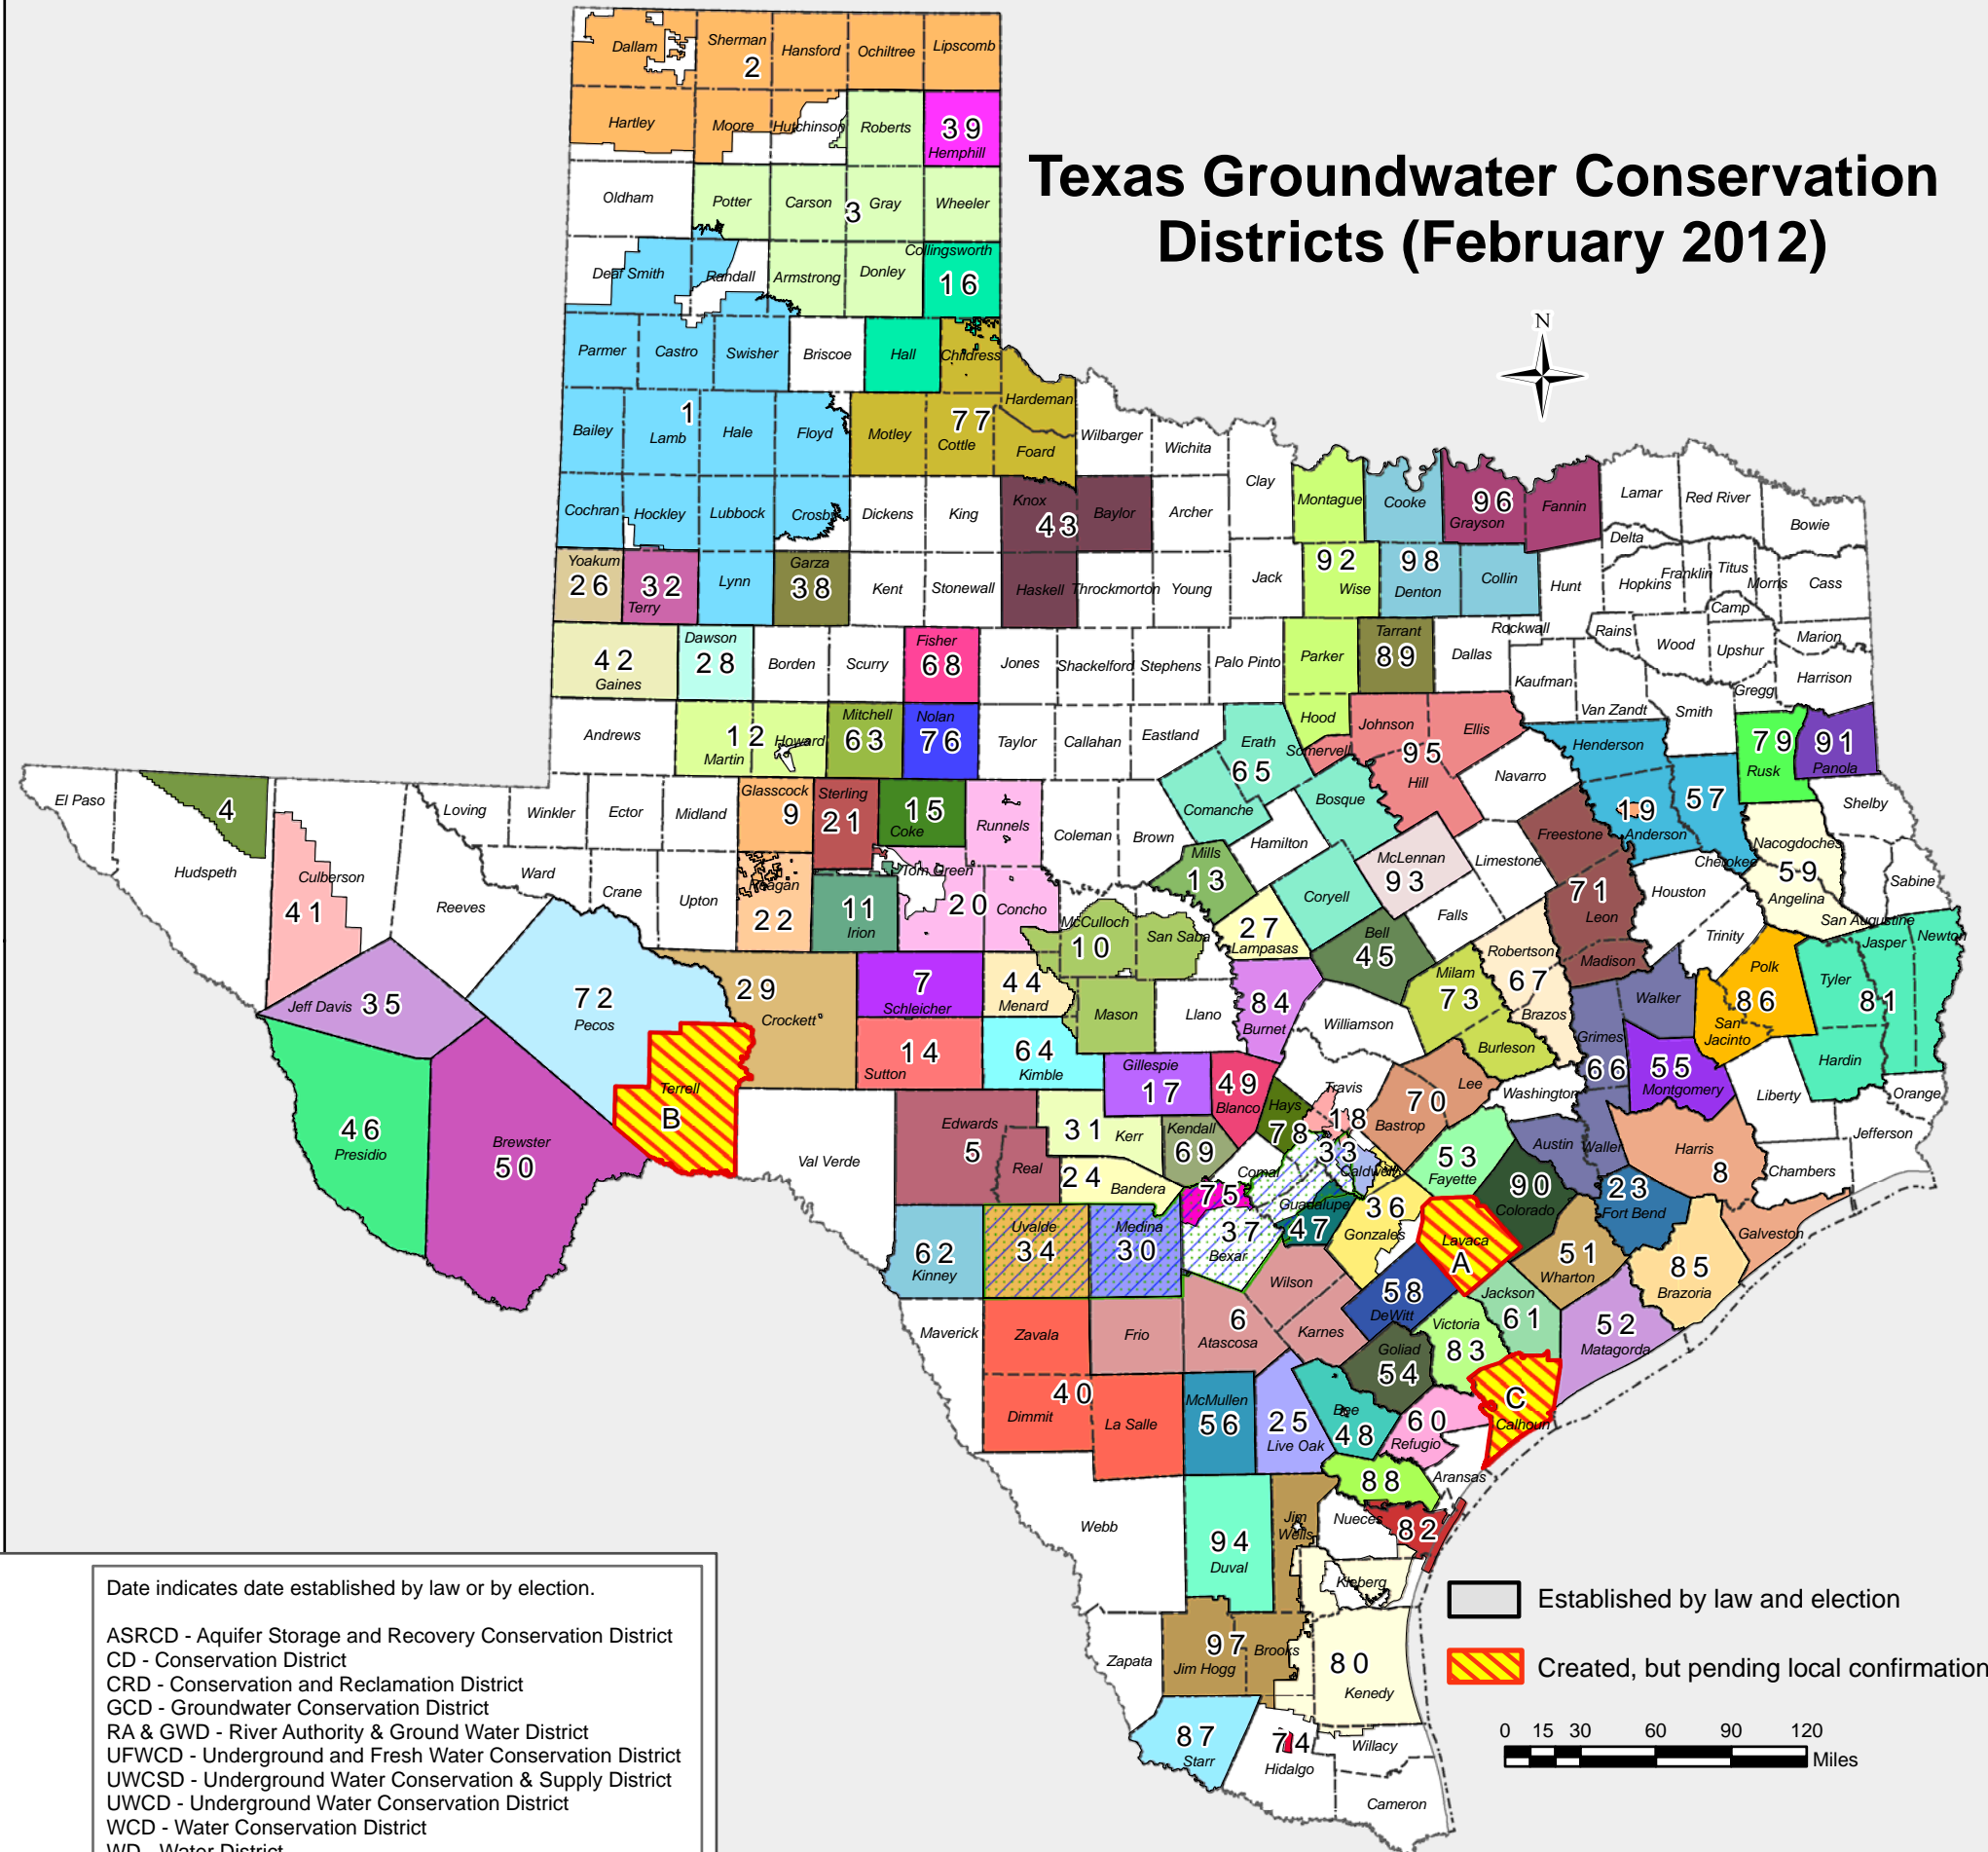 Texas Groundwater Conservation
Districts (February 2012)
N
Dallam
Sherman
2
Hansford
Ochiltree
Lipscomb
Hartley
Moore
Hutchinson
Roberts
39
Hemphill
Oldham
Potter
Carson
3
Gray
Wheeler
Deaf Smith
Randall
Armstrong
Donley
Collingsworth
16
Parmer
Castro
Swisher
Briscoe
Hall
Childress
Bailey
1
Lamb
Hale
Floyd
Motley
77
Cottle
Hardeman
Foard
Wilbarger
Wichita
Clay
Montague
Cooke
96
Grayson
Fannin
Lamar
Red River
Bowie
Cochran
Hockley
Lubbock
Crosby
Dickens
King
Knox
43
Baylor
Archer
Delta
Yoakum
26
32
Terry
Lynn
Garza
38
Kent
Stonewall
Haskell
Throckmorton
Young
Jack
92
Wise
98
Denton
Collin
Hunt
Hopkins
Franklin
Titus
Morris
Cass
Camp
42
Gaines
Dawson
28
Borden
Scurry
Fisher
68
Jones
Shackelford
Stephens
Palo Pinto
Parker
Tarrant
89
Dallas
Rockwall
Rains
Wood
Upshur
Marion
Kaufman
Van Zandt
Smith
Gregg
Harrison
Andrews
12
Martin
Howard
Mitchell
63
Nolan
76
Taylor
Callahan
Eastland
Erath
65
Hood
Somervell
Johnson
95
Ellis
Hill
Navarro
Henderson
79
Rusk
91
Panola
El Paso
4
Hudspeth
Culberson
41
Reeves
Loving
Winkler
Ector
Midland
Glasscock
9
Sterling
21
15
Coke
Runnels
Coleman
Brown
Comanche
Bosque
Hamilton
Freestone
19
Anderson
57
Cherokee
Shelby
Nacogdoches
59
Angelina
Sabine
San Augustine
Ward
Crane
Upton
Reagan
22
11
Irion
Tom Green
20
Concho
McCulloch
10
San Saba
Mills
13
27
Lampasas
Coryell
McLennan
93
Limestone
Falls
Bell
45
71
Leon
Madison
Houston
Trinity
Polk
86
San
Jacinto
Tyler
Jasper
Newton
81
Hardin
Jeff Davis
35
72
Pecos
29
Crockett
7
Schleicher
44
Menard
Mason
Llano
84
Burnet
Williamson
Milam
73
Robertson
67
Brazos
Burleson
Grimes
66
Walker
55
Montgomery
Liberty
Orange
Jefferson
Chambers
Terrell
B
14
Sutton
64
Kimble
Gillespie
17
49
Blanco
Hays
78
Travis
18
Bastrop
70
Lee
Washington
46
Presidio
Brewster
50
Val Verde
Edwards
5
Real
31
Kerr
24
Bandera
Kendall
69
Comal
75
33
Caldwell
Guadalupe
47
36
Gonzales
53
Fayette
Austin
Waller
Harris
8
90
Colorado
23
Fort Bend
Galveston
62
Kinney
Uvalde
34
Medina
30
37
Bexar
Wilson
Lavaca
A
51
Wharton
85
Brazoria
Maverick
Zavala
Frio
6
Atascosa
Karnes
58
DeWitt
Jackson
61
Victoria
83
52
Matagorda
Goliad
54
40
Dimmit
La Salle
McMullen
56
25
Live Oak
Bee
48
60
Refugio
C
Calhoun
Aransas
88
Webb
94
Duval
Jim
Wells
Nueces
82
Kleberg
Zapata
97
Jim Hogg
Brooks
80
Kenedy
87
Starr
74
Hidalgo
Willacy
Cameron
Established by law and election
Created, but pending local confirmation
0 15 30 60 90 120
Miles
Date indicates date established by law or by election.
ASRCD - Aquifer Storage and Recovery Conservation District
CD - Conservation District
CRD - Conservation and Reclamation District
GCD - Groundwater Conservation District
RA & GWD - River Authority & Ground Water District
UFWCD - Underground and Fresh Water Conservation District
UWCSD - Underground Water Conservation & Supply District
UWCD - Underground Water Conservation District
WCD - Water Conservation District
WD - Water District